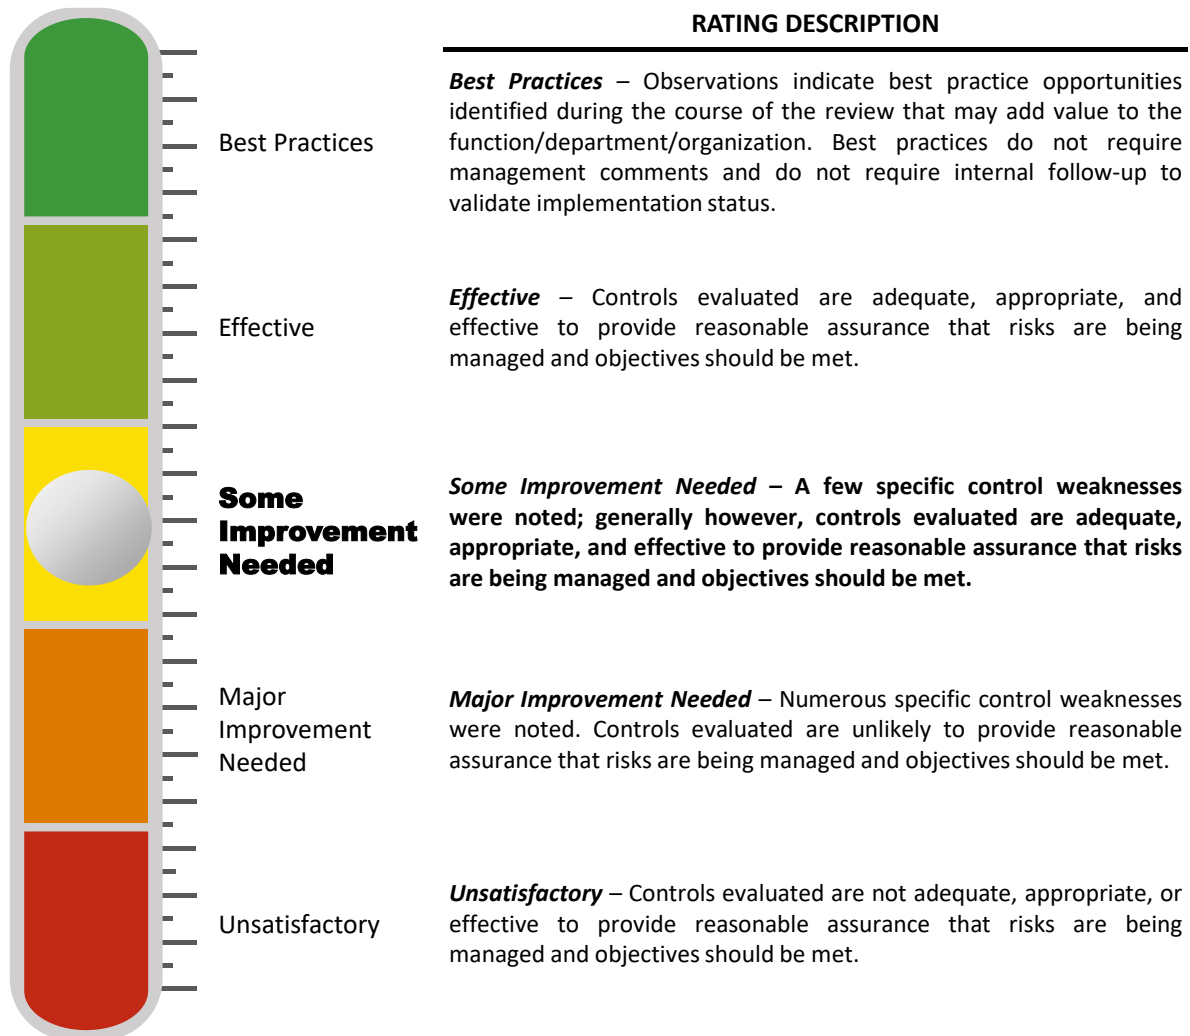 RATING DESCRIPTION
Best Practices
Best Practices – Observations indicate best practice opportunities
identified during the course of the review that may add value to the
function/department/organization. Best practices do not require
management comments and do not require internal follow-up to
validate implementation status.
Effective
Effective – Controls evaluated are adequate, appropriate, and
effective to provide reasonable assurance that risks are being
managed and objectives should be met.
Some
Improvement
Needed
Some Improvement Needed – A few specific control weaknesses
were noted; generally however, controls evaluated are adequate,
appropriate, and effective to provide reasonable assurance that risks
are being managed and objectives should be met.
Major
Improvement
Needed
Major Improvement Needed – Numerous specific control weaknesses
were noted. Controls evaluated are unlikely to provide reasonable
assurance that risks are being managed and objectives should be met.
Unsatisfactory
Unsatisfactory – Controls evaluated are not adequate, appropriate, or
effective to provide reasonable assurance that risks are being
managed and objectives should be met.